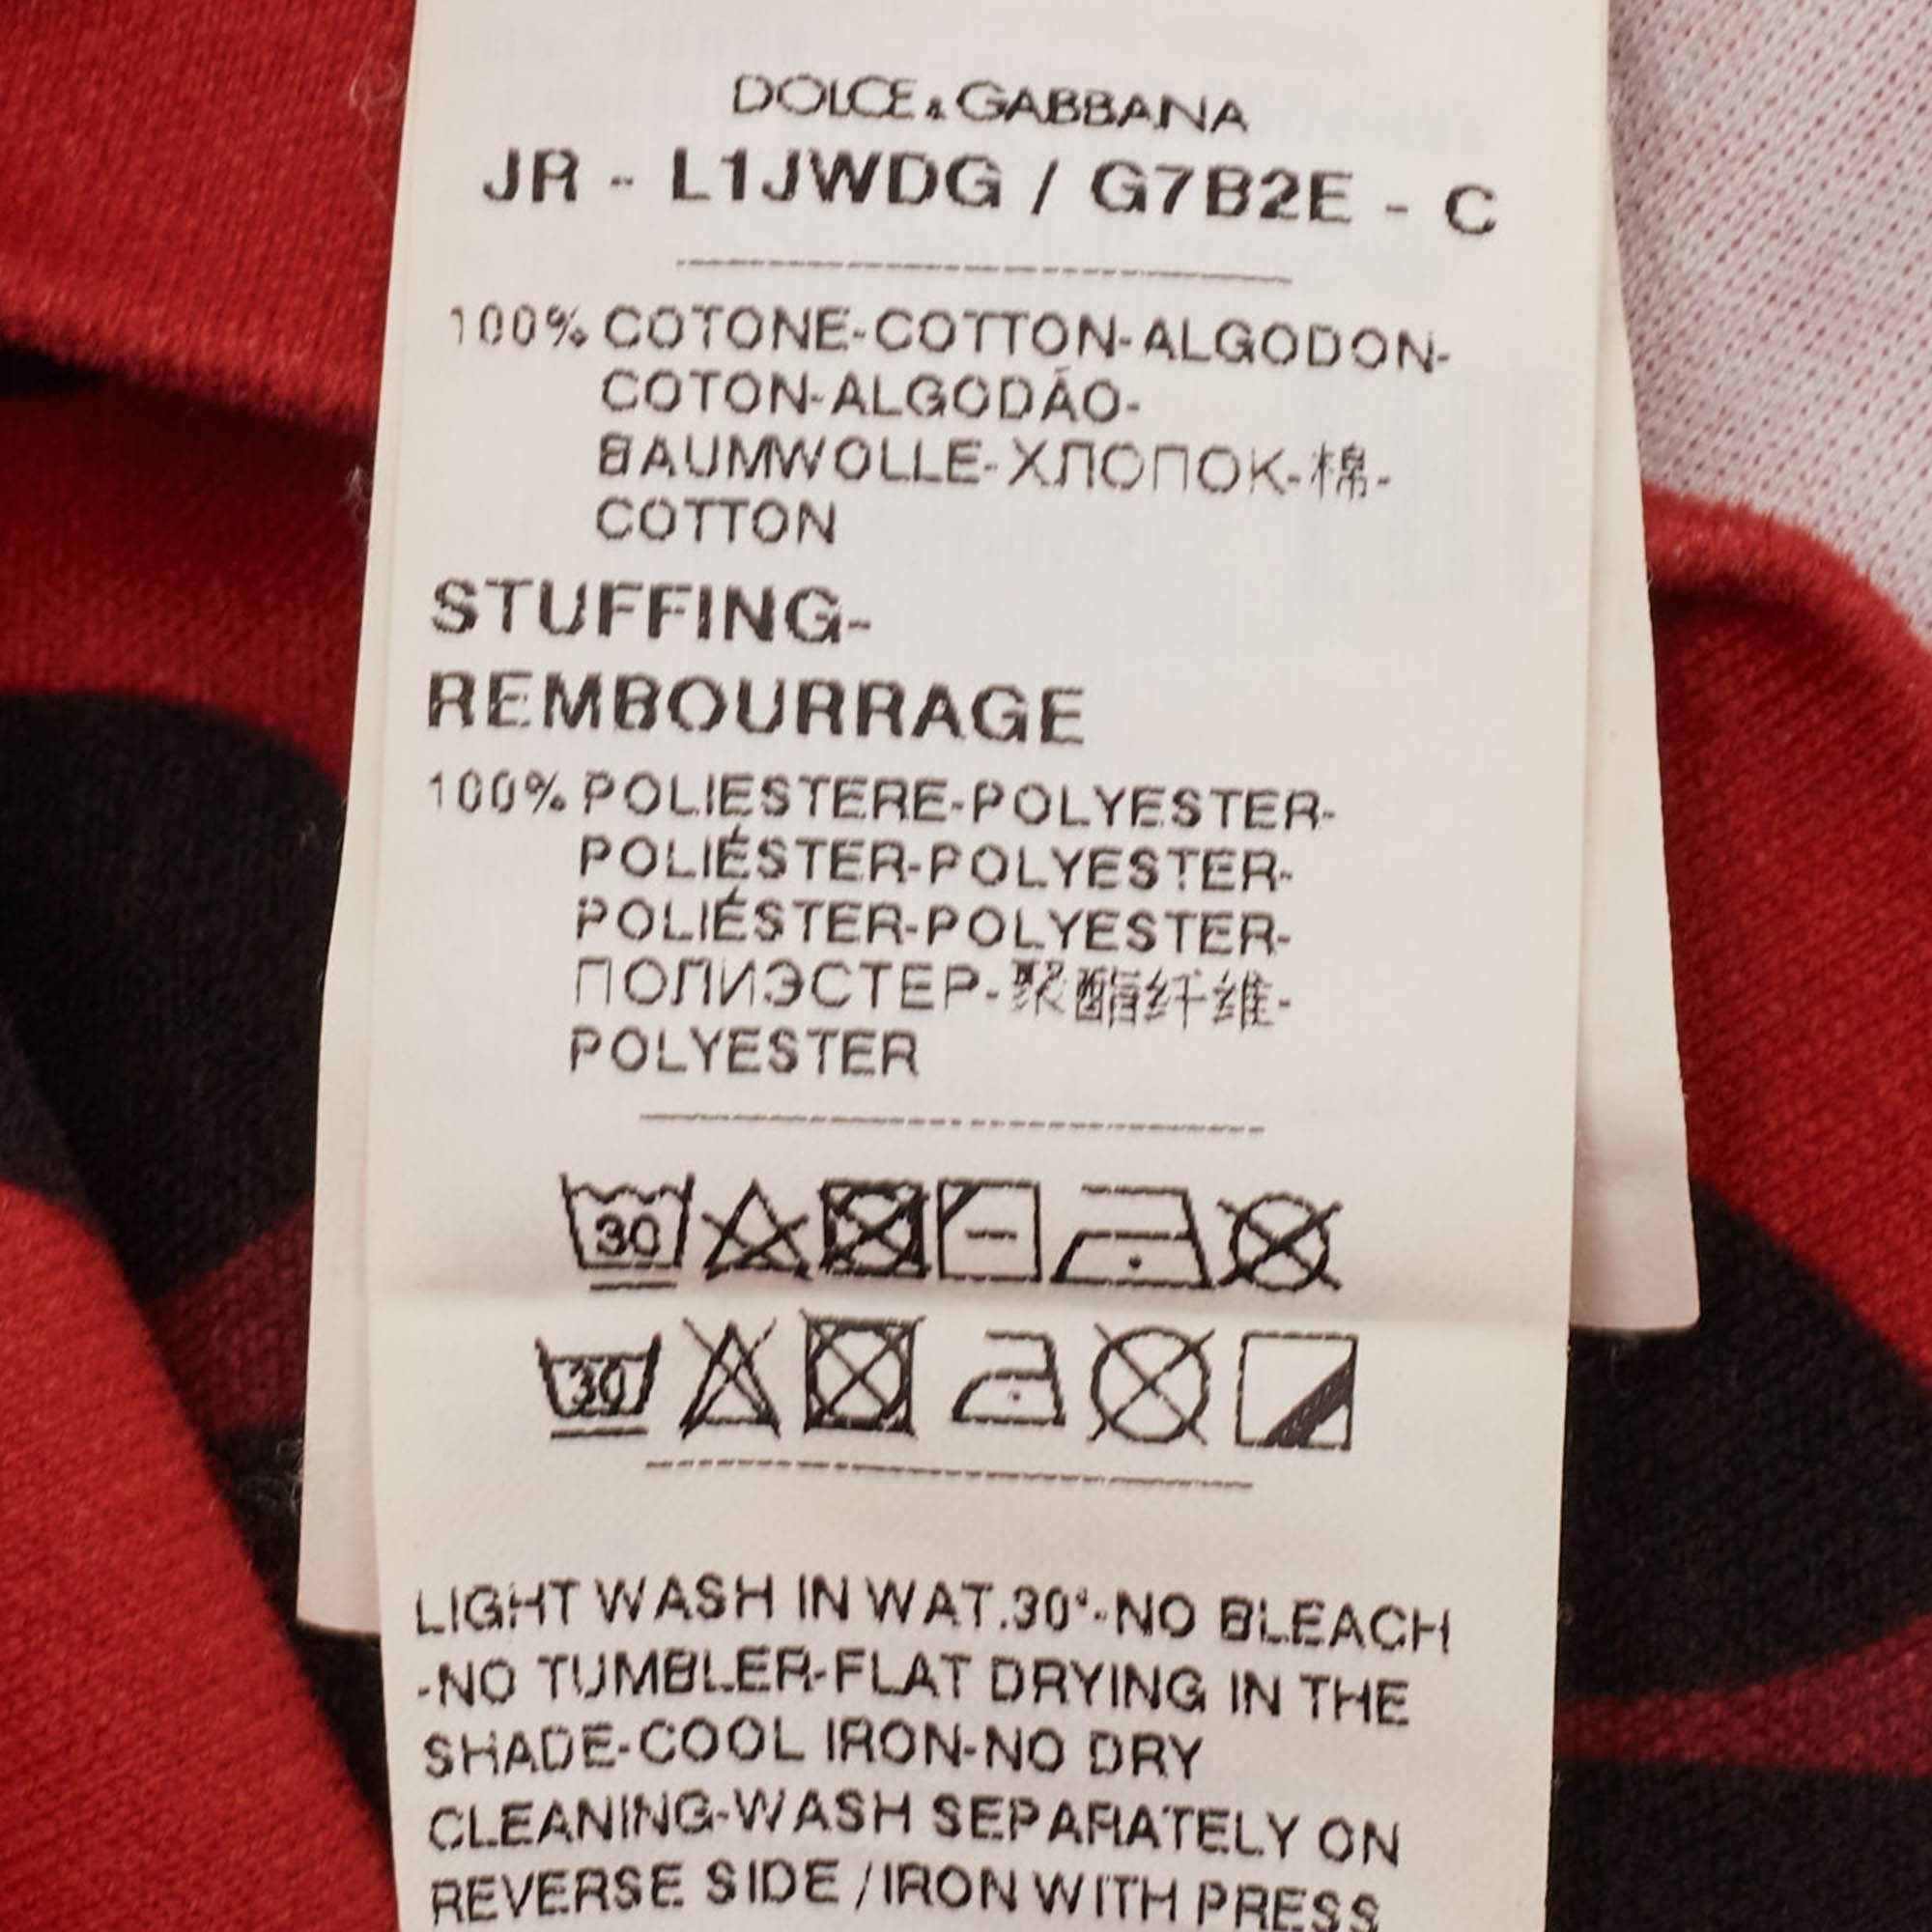 DOLCE & GABBANA
JR - L1JWDG / G7B2E - C
100% COTONE-COTTON-ALGODON-
COTON-ALGODÃO-
BAUMWOLLE-ХЛОПОК-棉-
COTTON
STUFFING-
REMBOURRAGE
100% POLIESTERE-POLYESTER-
POLIÉSTER-POLYESTER-
POLIÉSTER-POLYESTER-
ПОЛИЭСТЕР-聚酯纤维-
POLYESTER
30
30
LIGHT WASH IN WAT.30°-NO BLEACH
-NO TUMBLER-FLAT DRYING IN THE
SHADE-COOL IRON-NO DRY
CLEANING-WASH SEPARATELY ON
REVERSE SIDE /IRON WITH PRESS